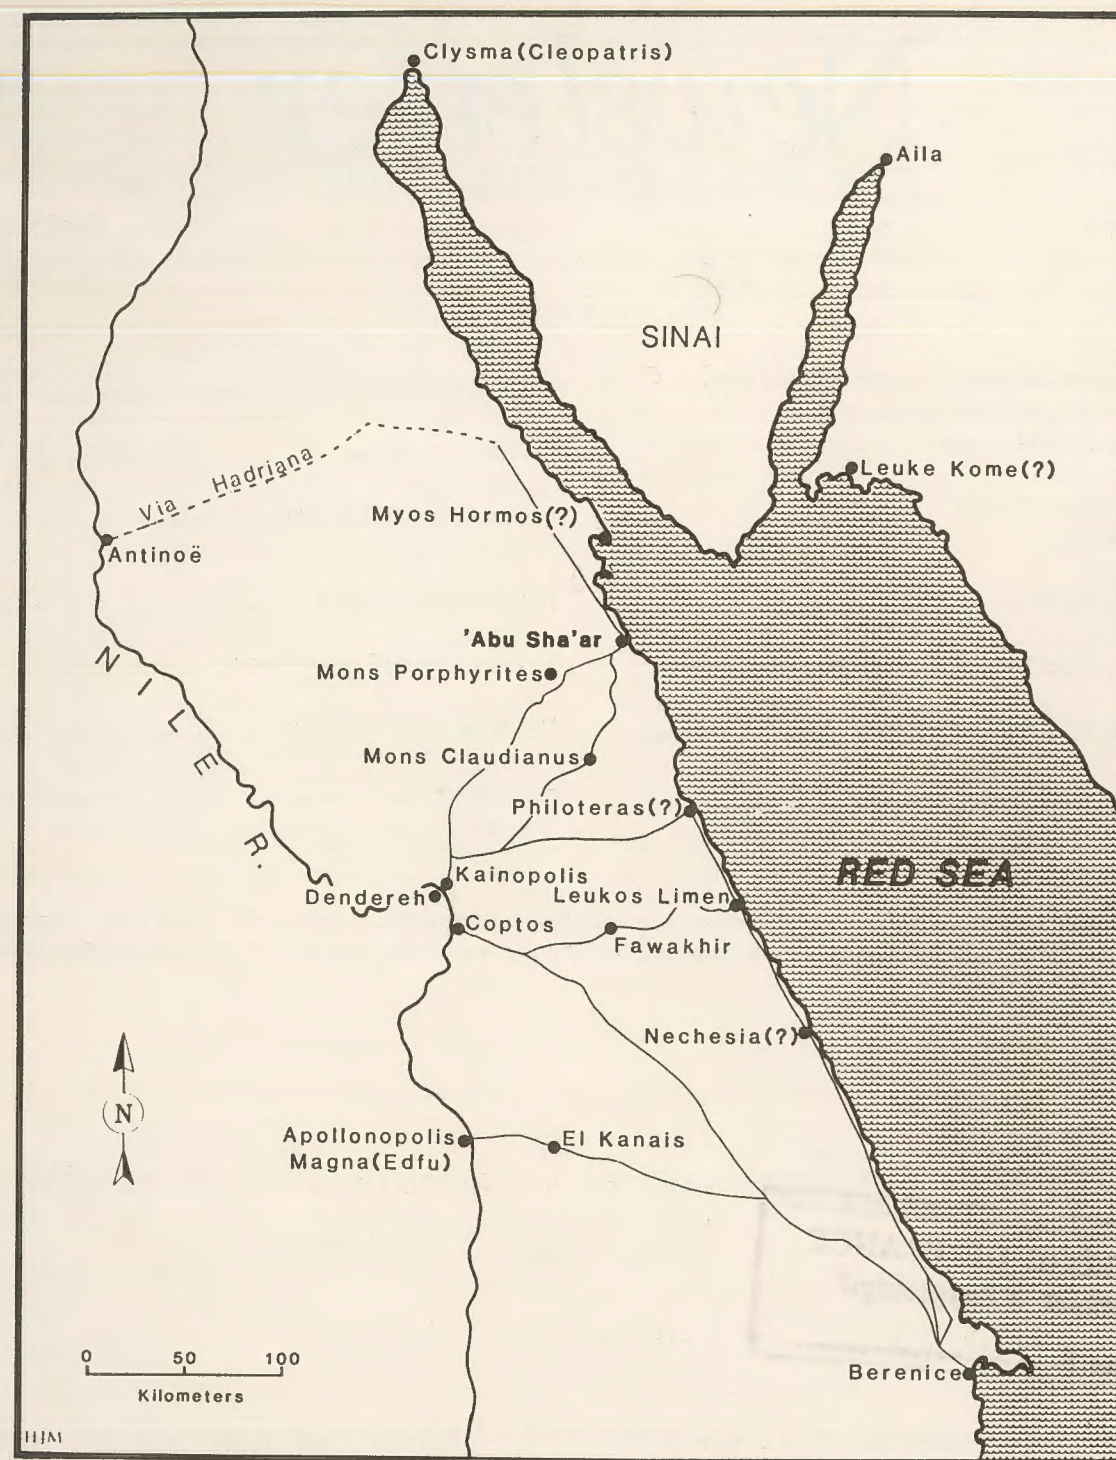 Clysma(Cleopatris)
Aila
SINAI
Leuke Kome(?)
Via Hadriana
Myos Hormos(?)
Antinoë
'Abu Sha'ar
Mons Porphyrites
NILE R.
Mons Claudianus
Philoteras(?)
RED SEA
Kainopolis
Dendereh
Leukos Limen
Coptos
Fawakhir
Nechesia(?)
N
Apollonopolis
Magna(Edfu)
El Kanais
0 50 100
Kilometers
Berenice
HJM